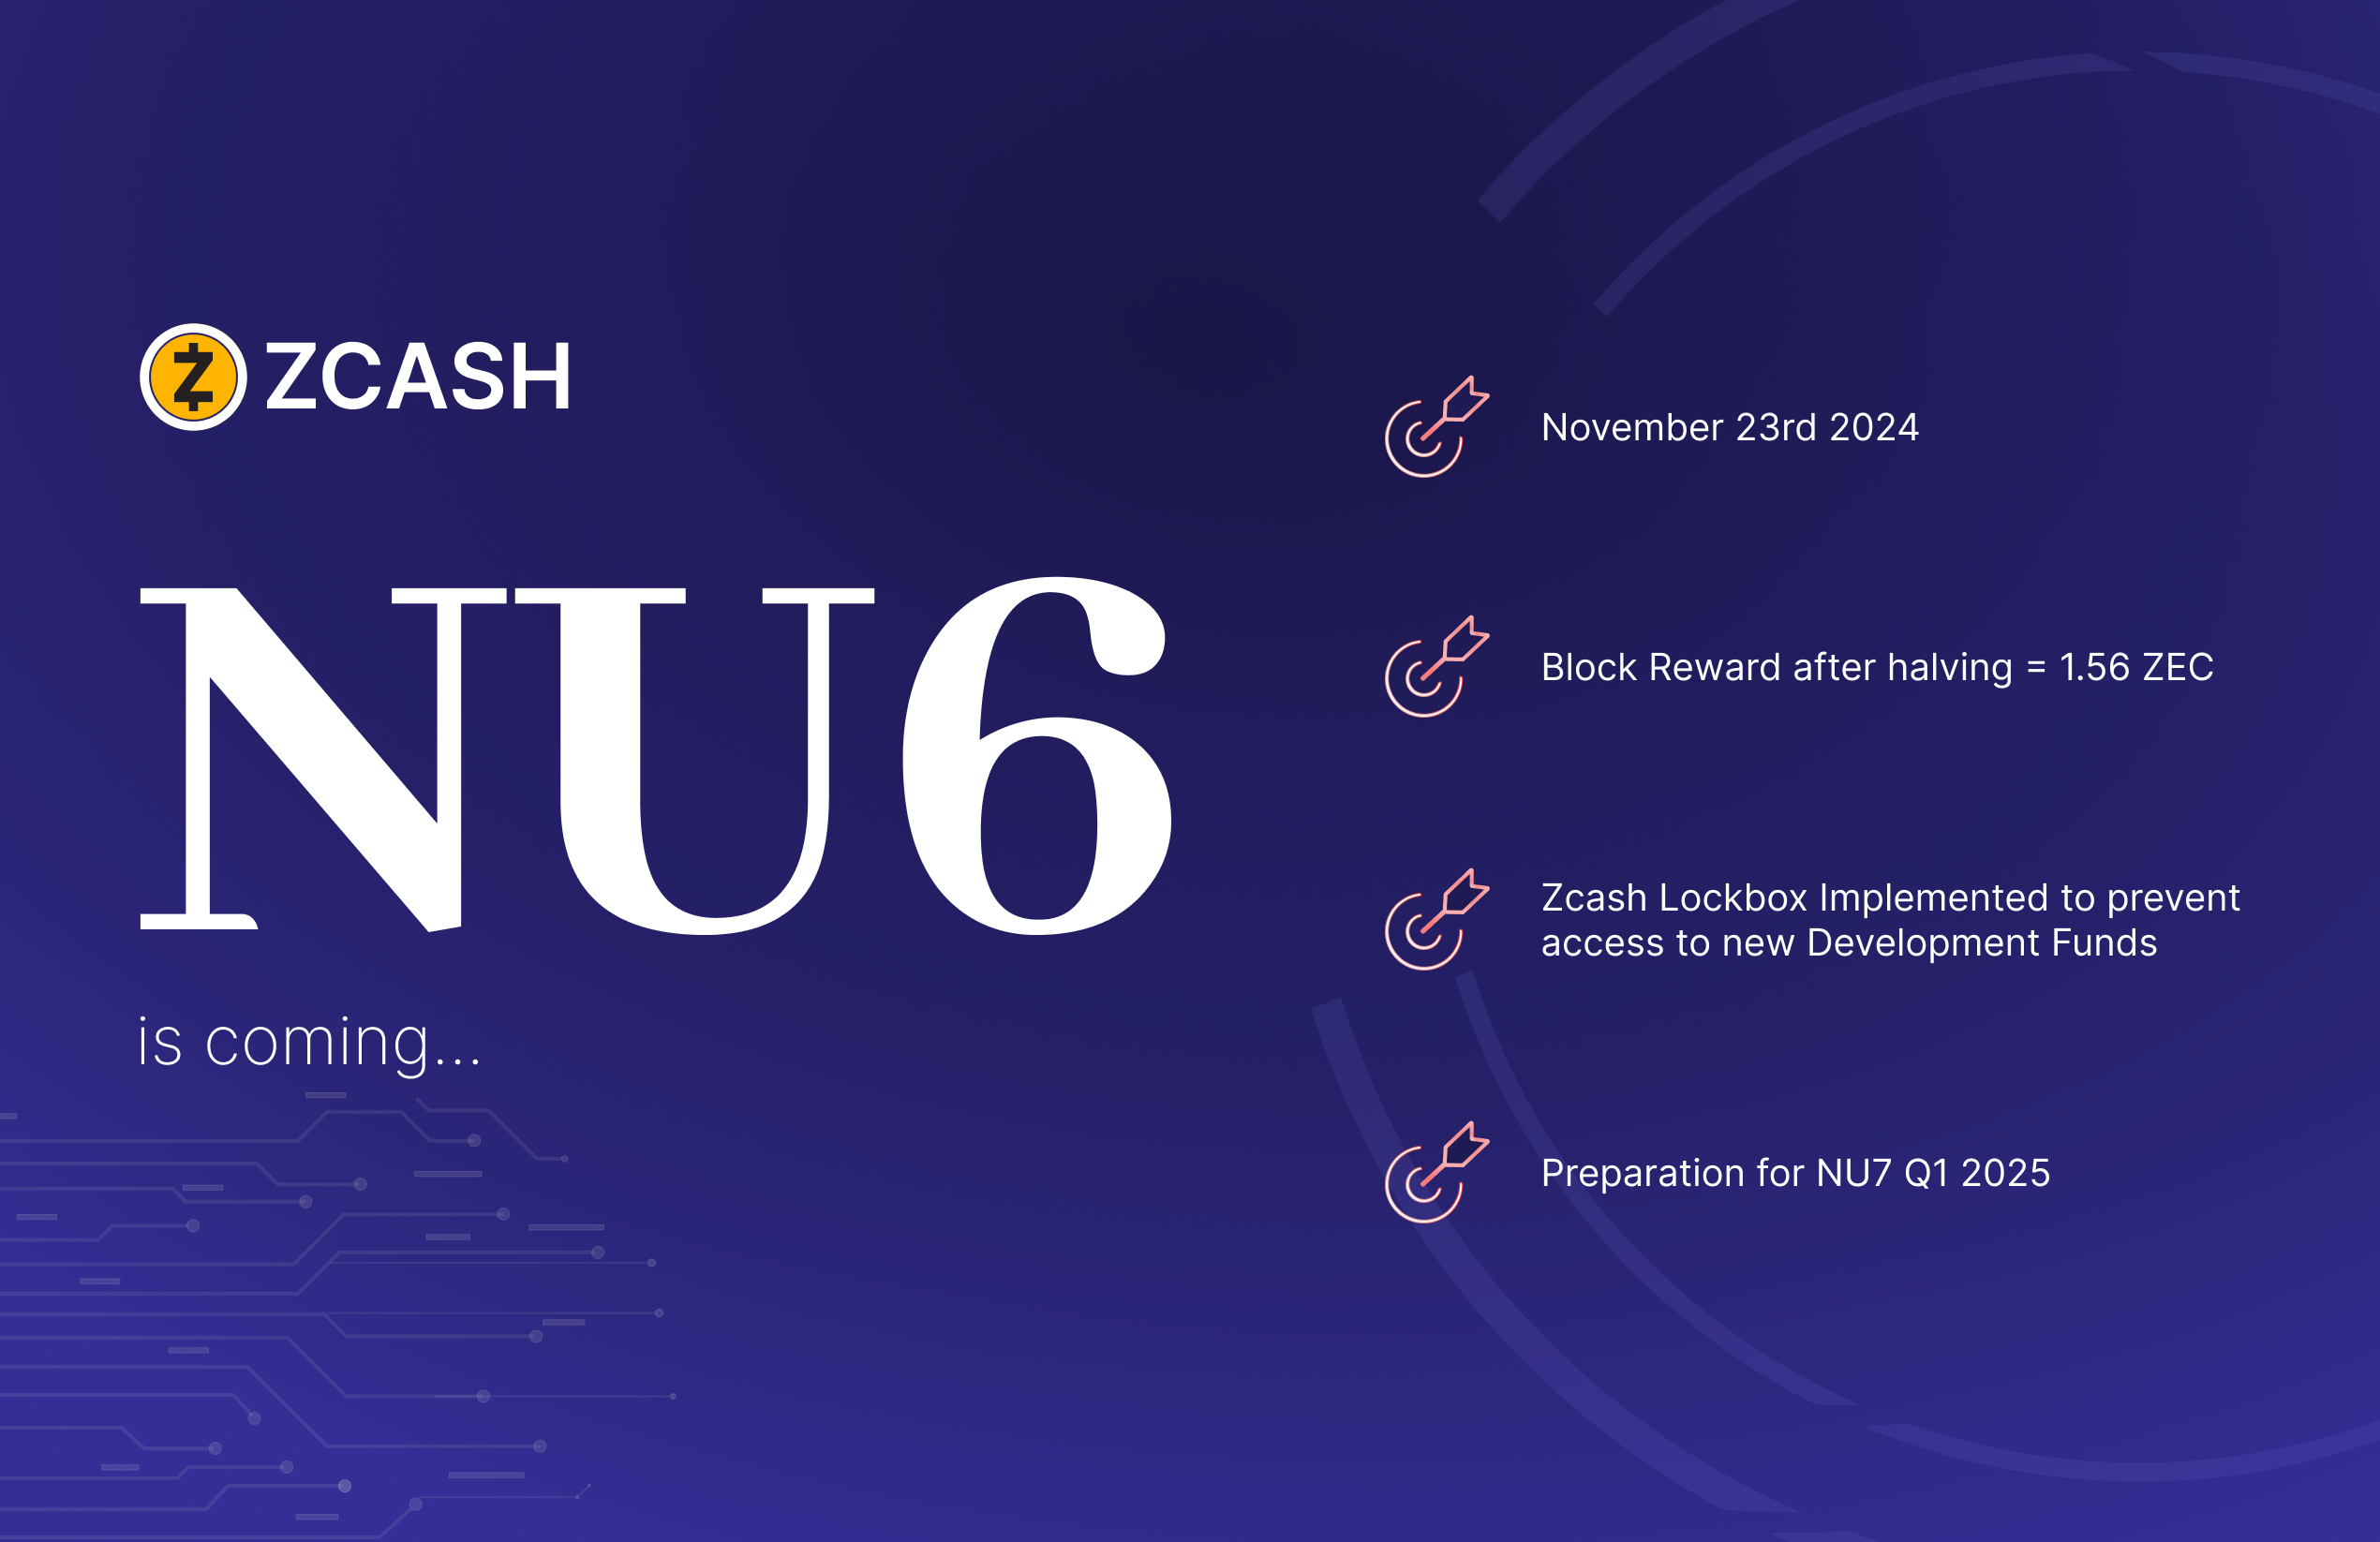 ZCASH
NU6
is coming...
November 23rd 2024
Block Reward after halving = 1.56 ZEC
Zcash Lockbox Implemented to prevent
access to new Development Funds
Preparation for NU7 Q1 2025